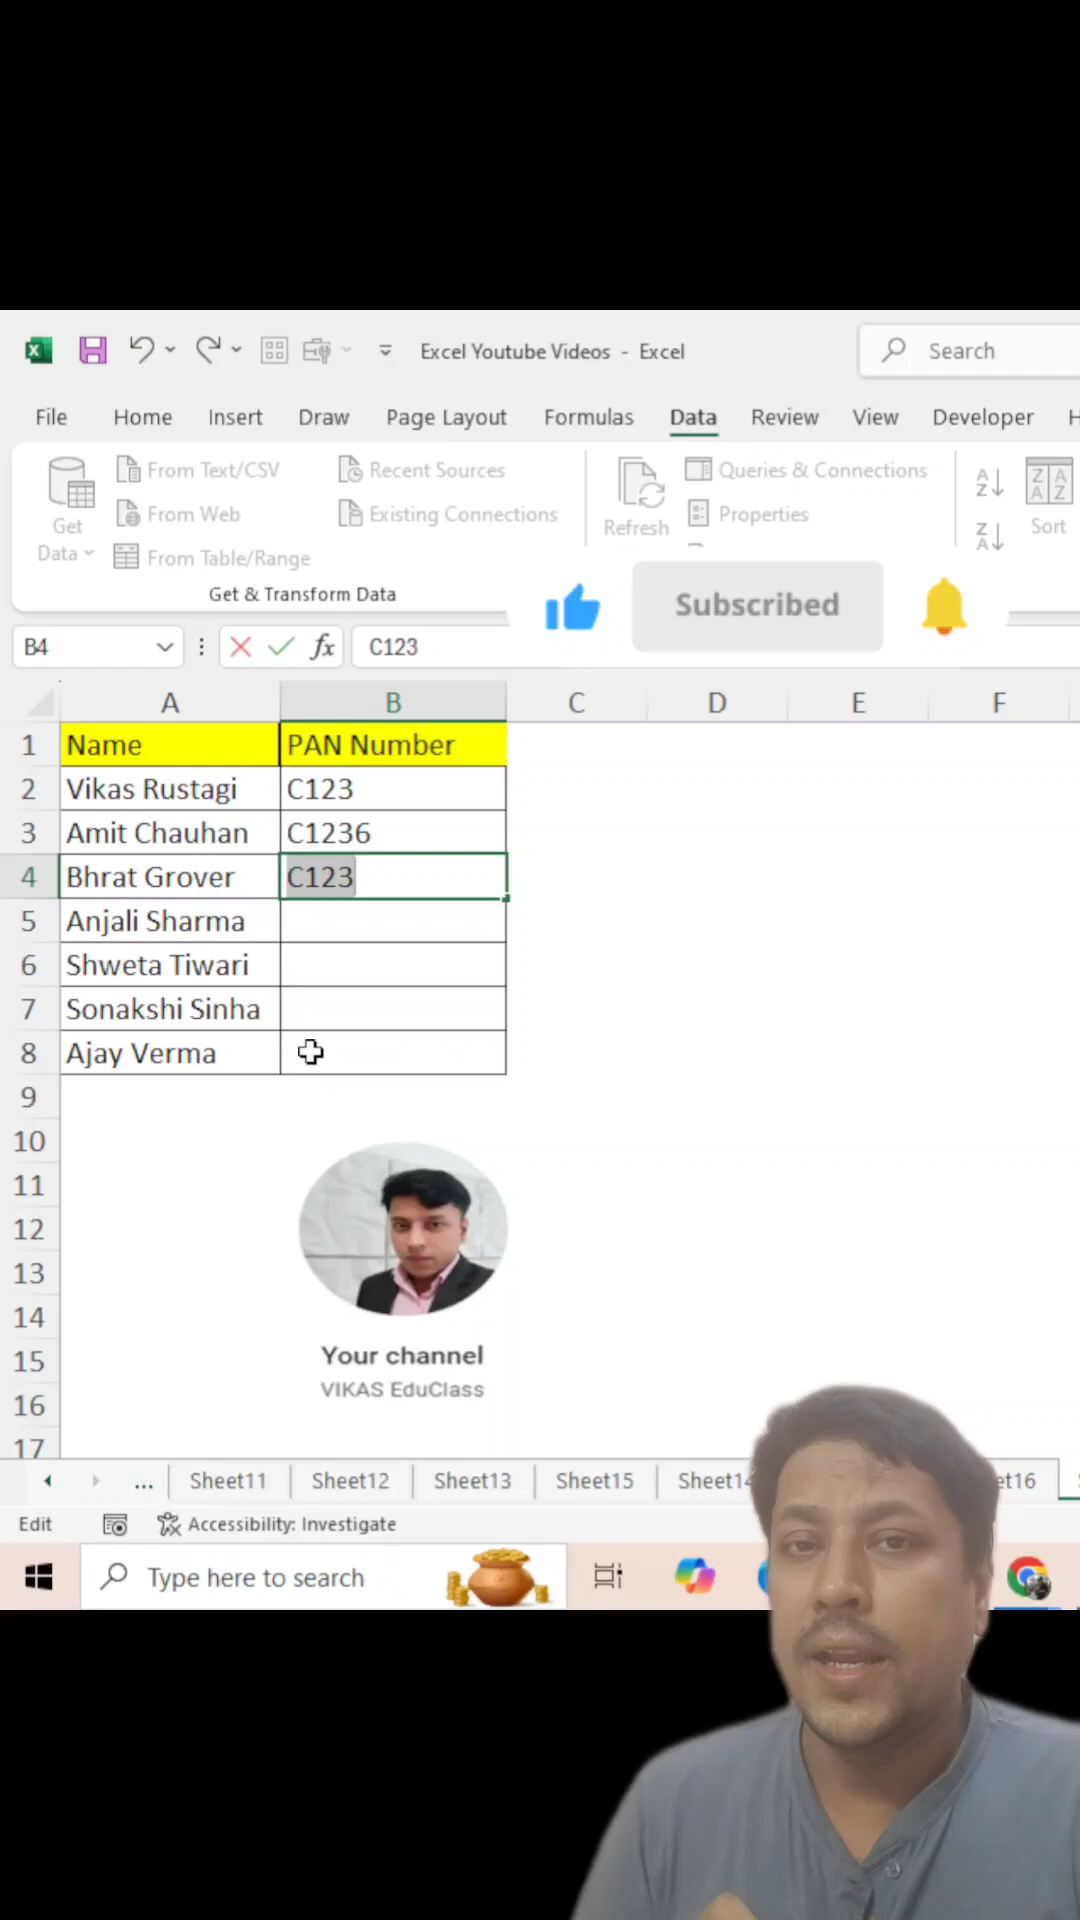 Excel Youtube Videos - Excel
Search
File Home Insert Draw Page Layout Formulas Data Review View Developer H
Get Data
From Text/CSV
From Web
From Table/Range
Recent Sources
Existing Connections
Get & Transform Data
Refresh
Queries & Connections
Properties
Sort
Subscribed
B4
fx
C123
A B C D E F
1 Name PAN Number
2 Vikas Rustagi C123
3 Amit Chauhan C1236
4 Bhrat Grover C123
5 Anjali Sharma
6 Shweta Tiwari
7 Sonakshi Sinha
8 Ajay Verma
9
10
11
12
13
14
15
16
17
Your channel
VIKAS EduClass
... Sheet11 Sheet12 Sheet13 Sheet15 Sheet14 et16
Edit
Accessibility: Investigate
Type here to search